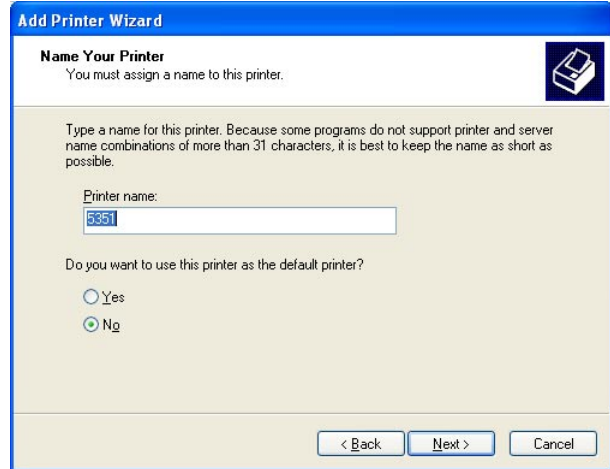 Add Printer Wizard
Name Your Printer
You must assign a name to this printer.
Type a name for this printer. Because some programs do not support printer and server
name combinations of more than 31 characters, it is best to keep the name as short as
possible.
Printer name:
5351
Do you want to use this printer as the default printer?
Yes
No
< Back
Next >
Cancel